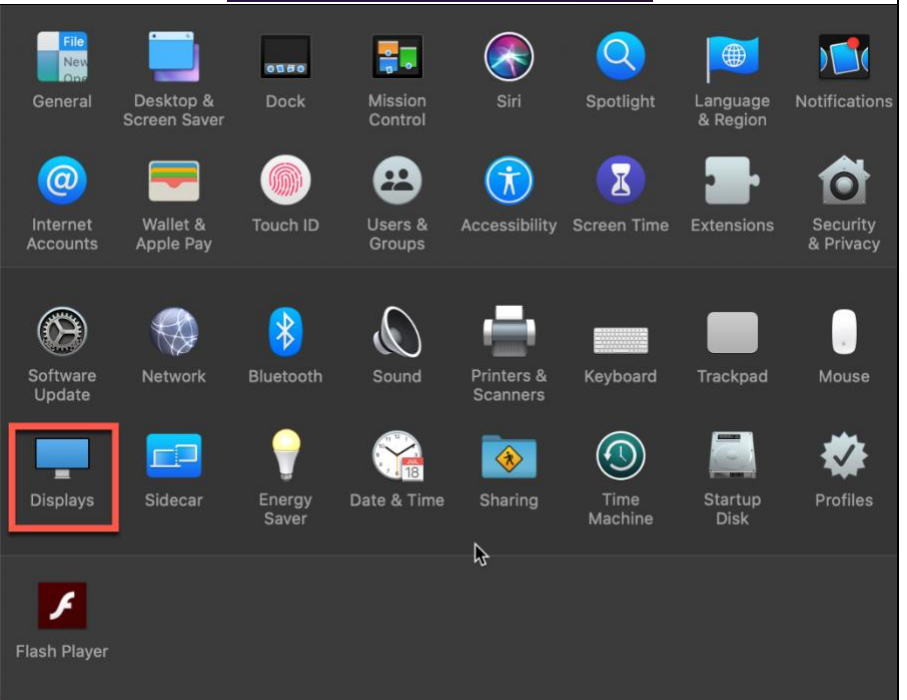 File
New
Ope
General
Desktop &
Screen Saver
Dock
Mission
Control
Siri
Spotlight
Language
& Region
Notifications
Internet
Accounts
Wallet &
Apple Pay
Touch ID
Users &
Groups
Accessibility
Screen Time
Extensions
Security
& Privacy
Software
Update
Network
Bluetooth
Sound
Printers &
Scanners
Keyboard
Trackpad
Mouse
Displays
Sidecar
Energy
Saver
JUL
18
Date & Time
Sharing
Time
Machine
Startup
Disk
Profiles
Flash Player